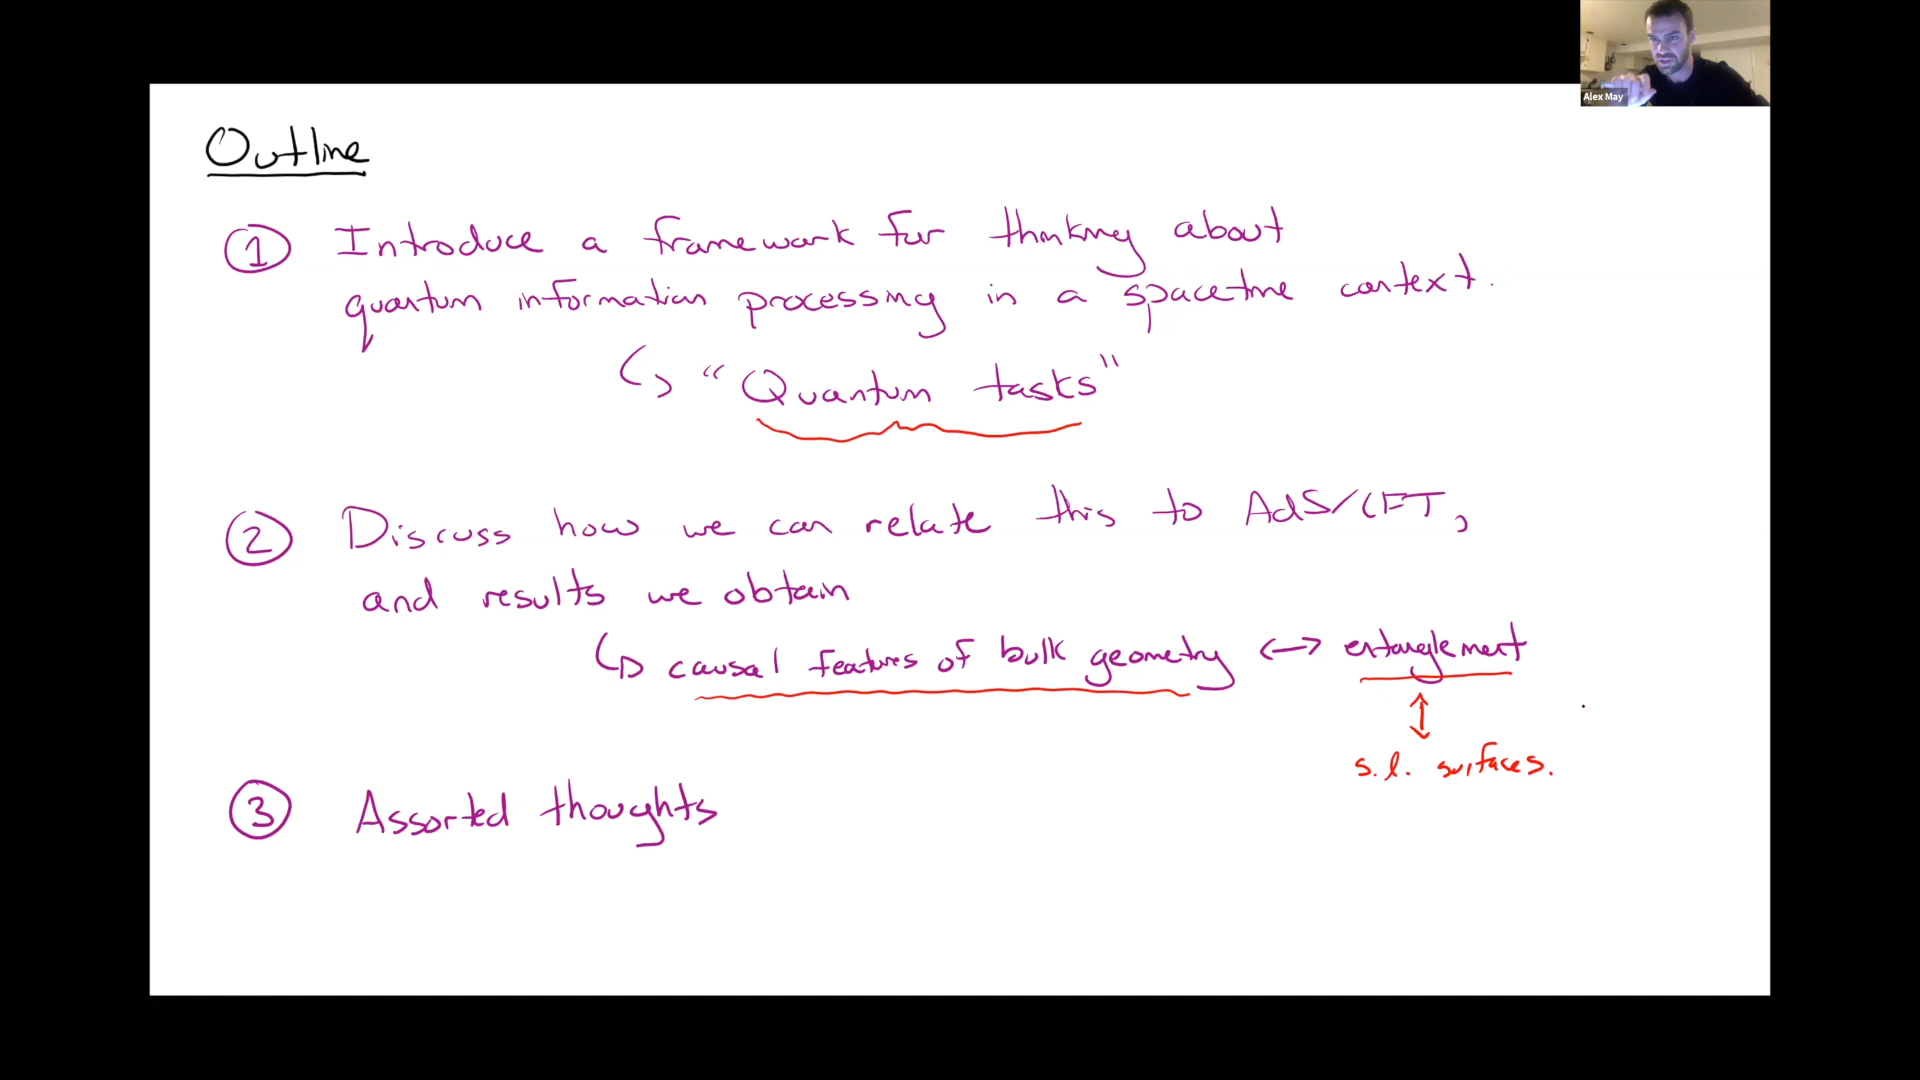 Alex May
Outline
① Introduce a framework for thinking about
quantum information processing in a spacetime context.
↳ "Quantum tasks"
② Discuss how we can relate this to AdS/CFT,
and results we obtain
↳ causal features of bulk geometry ↔ entanglement
↕
s.l. surfaces.
③ Assorted thoughts